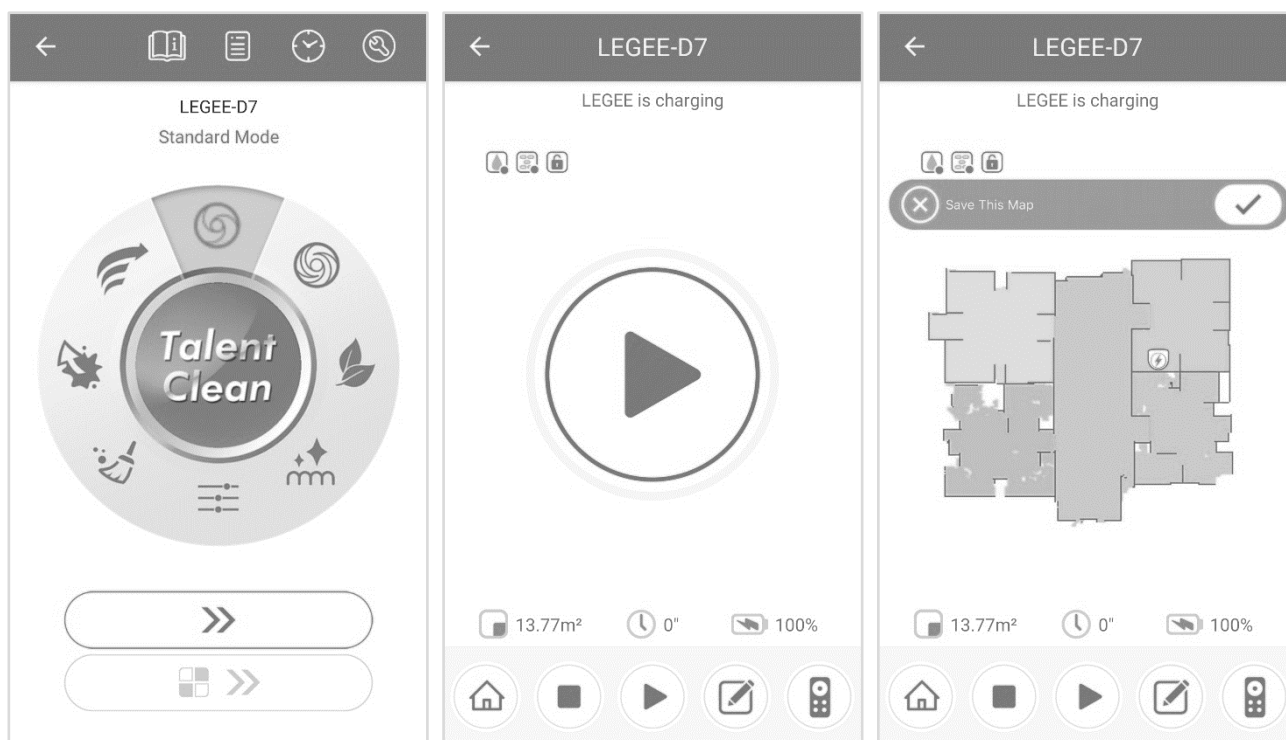 LEGEE-D7
Standard Mode
Talent
Clean
LEGEE-D7
LEGEE is charging
13.77m²
0"
100%
LEGEE-D7
LEGEE is charging
Save This Map
13.77m²
0"
100%